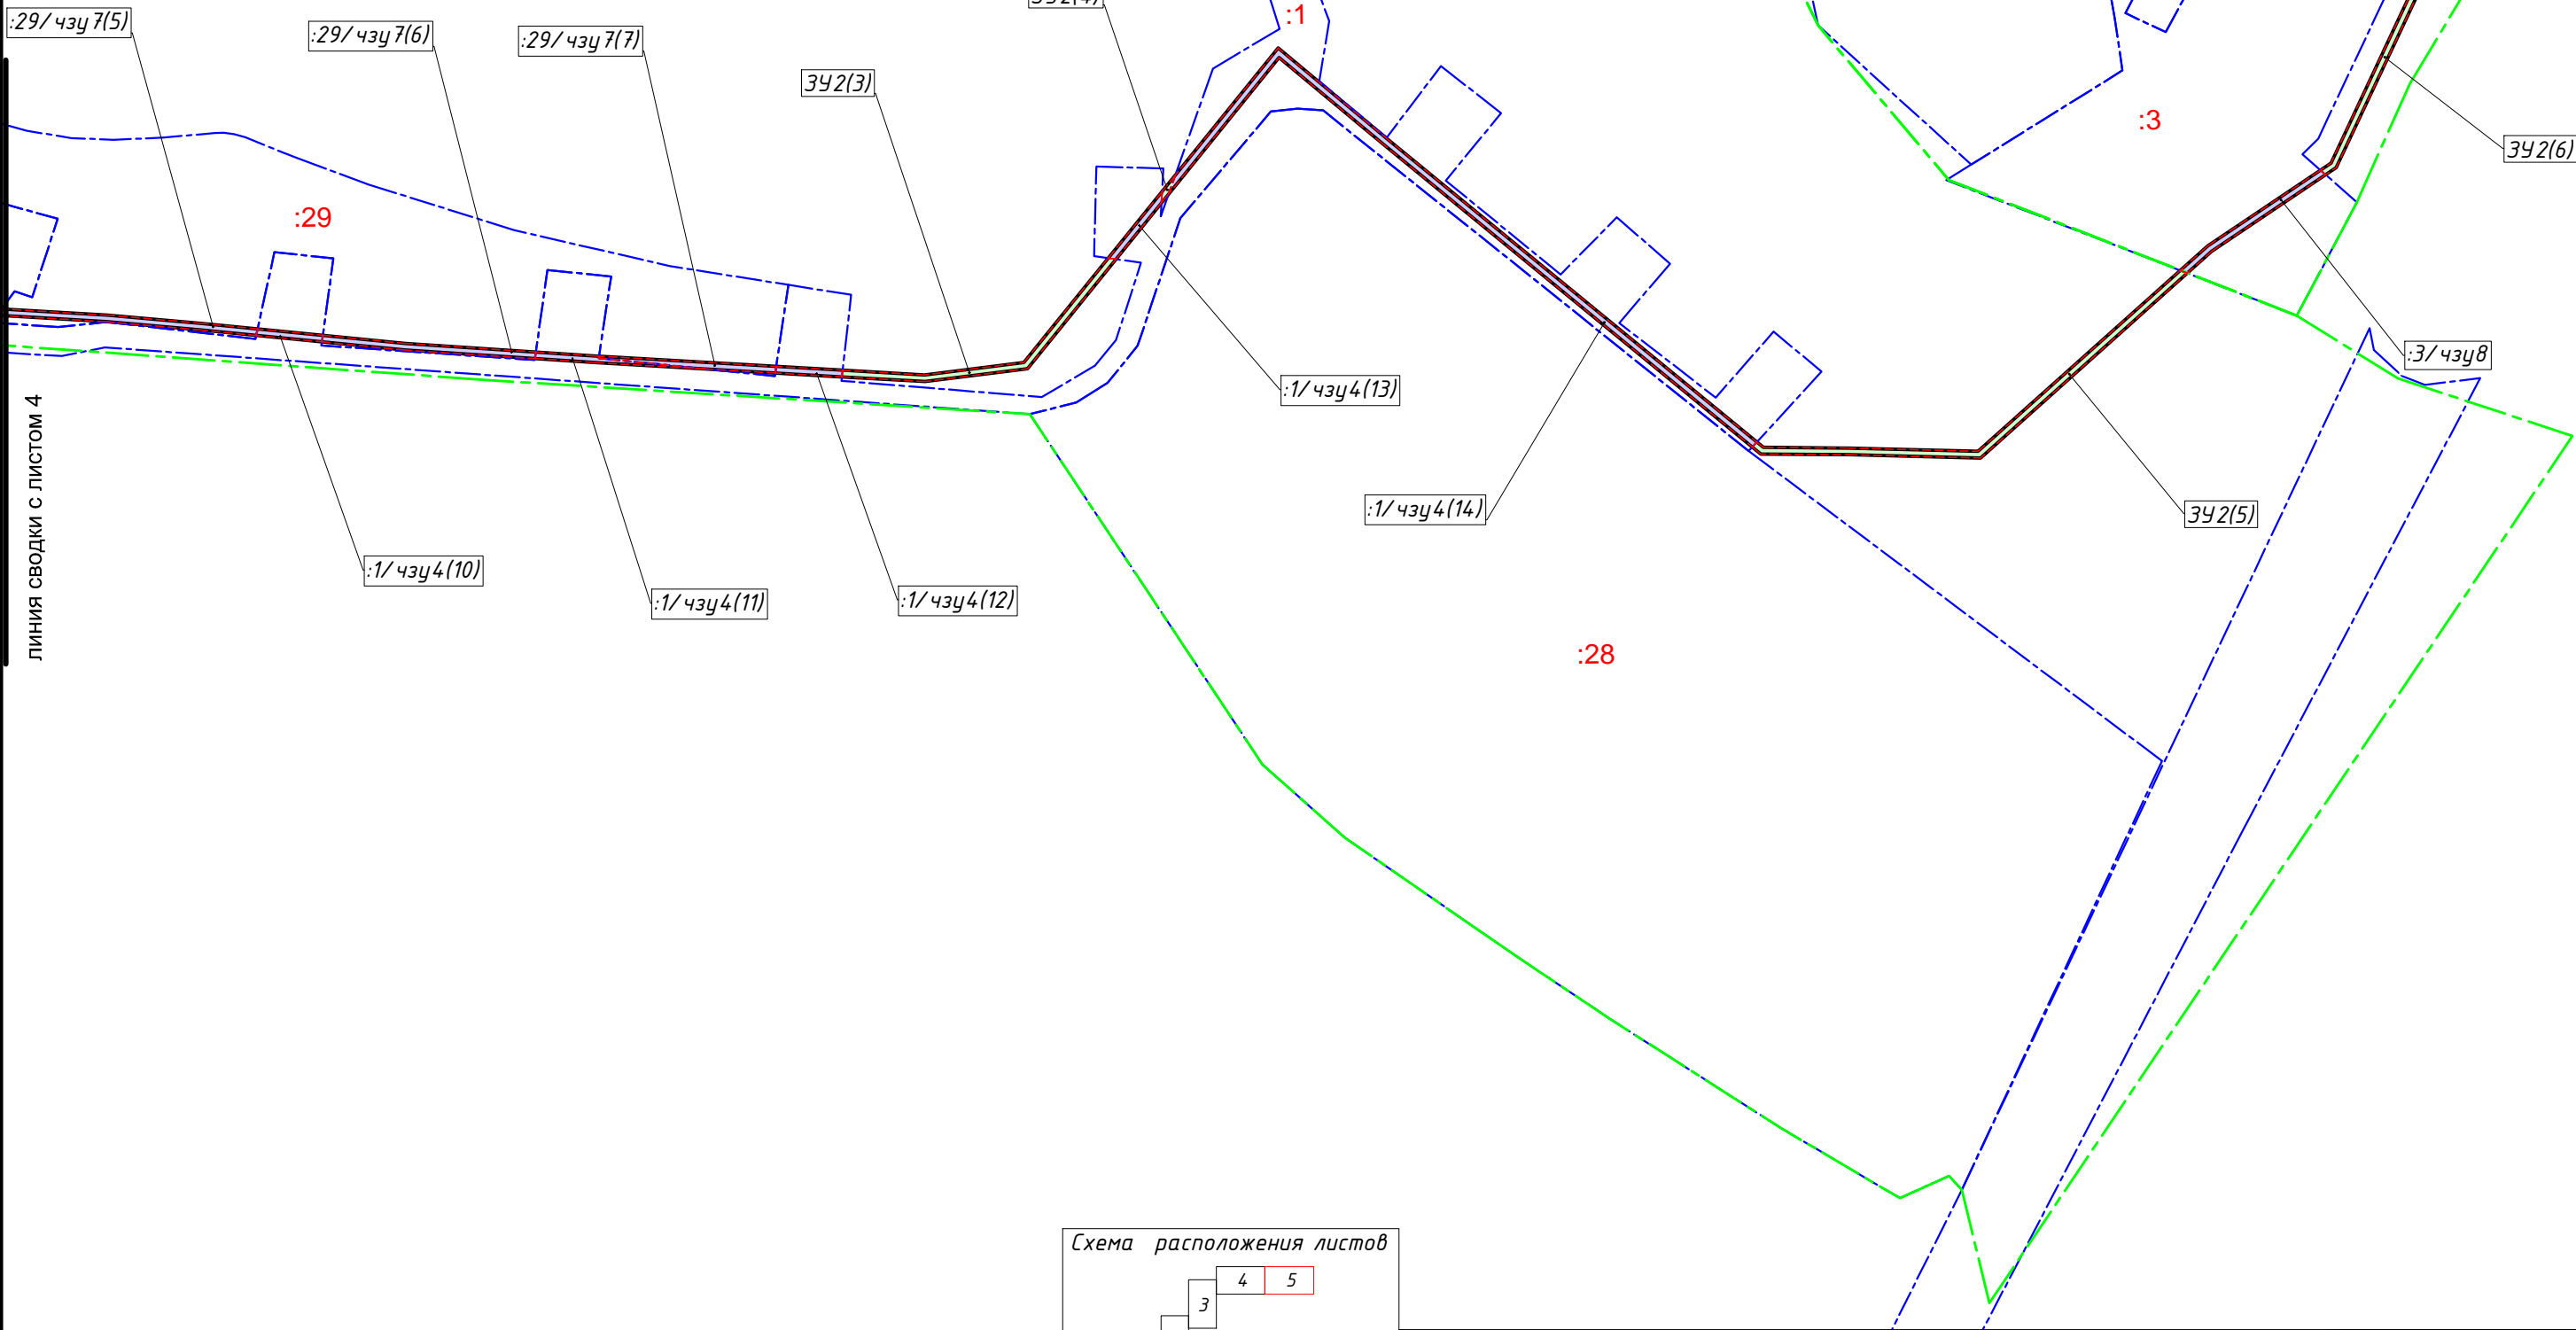 :29/чзу7(5)
:29/чзу7(6)
:29/чзу7(7)
ЗУ2(3)
ЗУ2(4)
:1
:3
ЗУ2(6)
:29
:1/чзу4(13)
:3/чзу8
:1/чзу4(14)
ЗУ2(5)
линия сводки с листом 4
:1/чзу4(10)
:1/чзу4(11)
:1/чзу4(12)
:28
Схема расположения листов
4 5
3